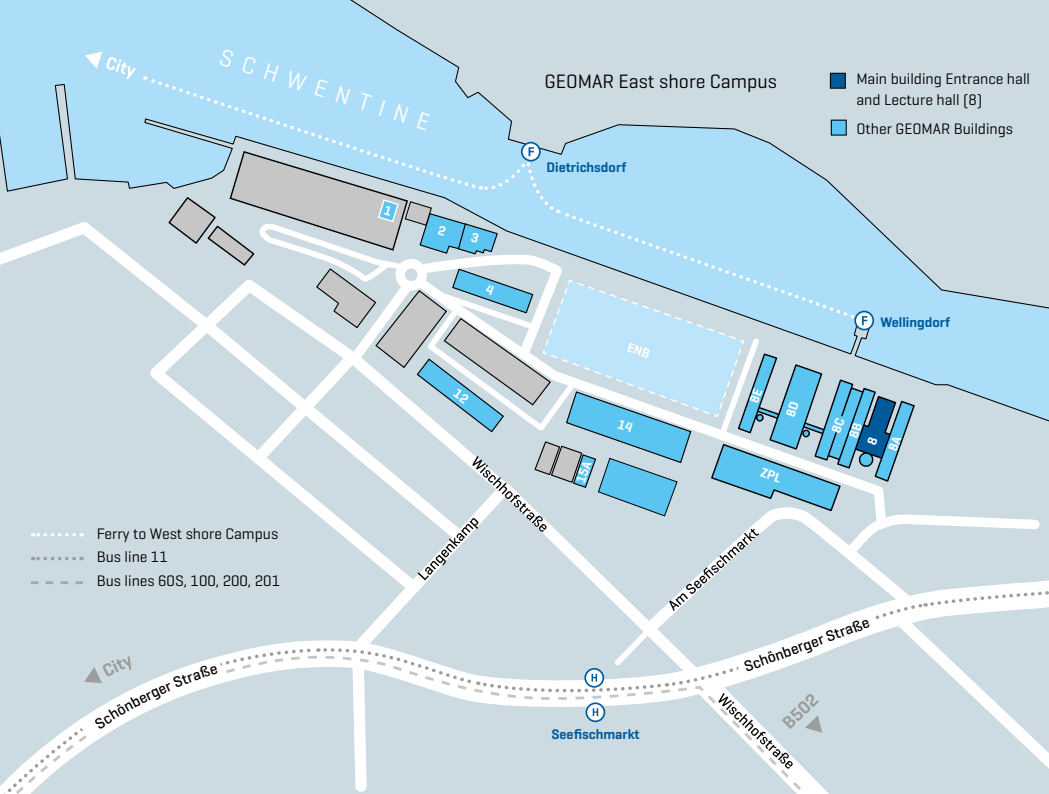 City
SCHWENTINE
GEOMAR East shore Campus
Main building Entrance hall
and Lecture hall (8)
Other GEOMAR Buildings
F
Dietrichsdorf
1
2
3
4
F
Wellingdorf
ENB
8E
8D
8C
8B
8
8A
12
14
15A
ZPL
Wischhofstraße
Langenkamp
Am Seefischmarkt
Ferry to West shore Campus
Bus line 11
Bus lines 60S, 100, 200, 201
City
Schönberger Straße
Schönberger Straße
H
H
Seefischmarkt
Wischhofstraße
B502